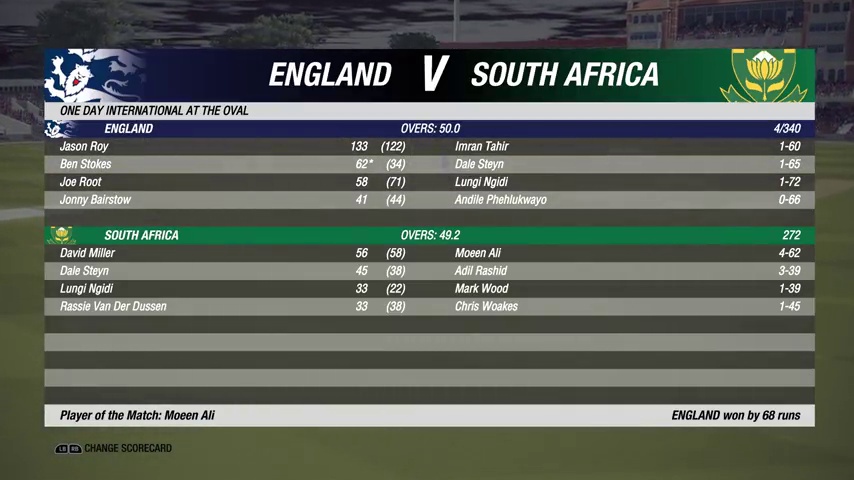 ENGLAND V SOUTH AFRICA
ONE DAY INTERNATIONAL AT THE OVAL
ENGLAND OVERS: 50.0 4/340
Jason Roy 133 (122) Imran Tahir 1-60
Ben Stokes 62* (34) Dale Steyn 1-65
Joe Root 58 (71) Lungi Ngidi 1-72
Jonny Bairstow 41 (44) Andile Phehlukwayo 0-66
SOUTH AFRICA OVERS: 49.2 272
David Miller 56 (58) Moeen Ali 4-62
Dale Steyn 45 (38) Adil Rashid 3-39
Lungi Ngidi 33 (22) Mark Wood 1-39
Rassie Van Der Dussen 33 (38) Chris Woakes 1-45
Player of the Match: Moeen Ali ENGLAND won by 68 runs
LB RB CHANGE SCORECARD